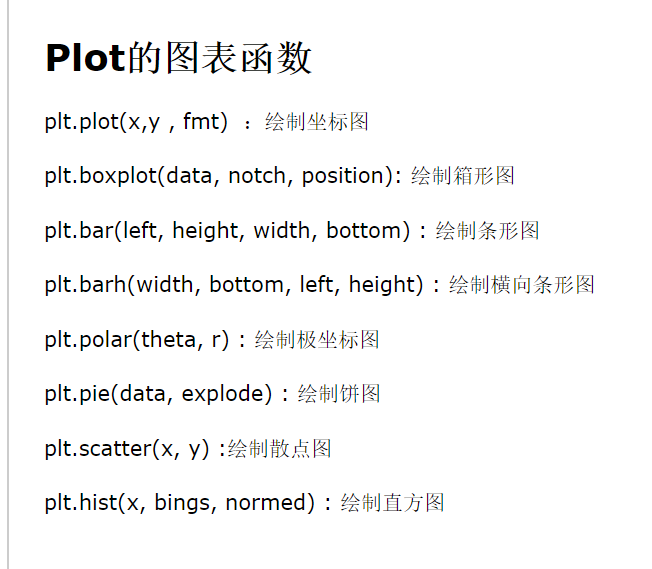 Plot的图表函数
plt.plot(x,y , fmt) ：绘制坐标图
plt.boxplot(data, notch, position): 绘制箱形图
plt.bar(left, height, width, bottom) : 绘制条形图
plt.barh(width, bottom, left, height) : 绘制横向条形图
plt.polar(theta, r) : 绘制极坐标图
plt.pie(data, explode) : 绘制饼图
plt.scatter(x, y) :绘制散点图
plt.hist(x, bings, normed) : 绘制直方图